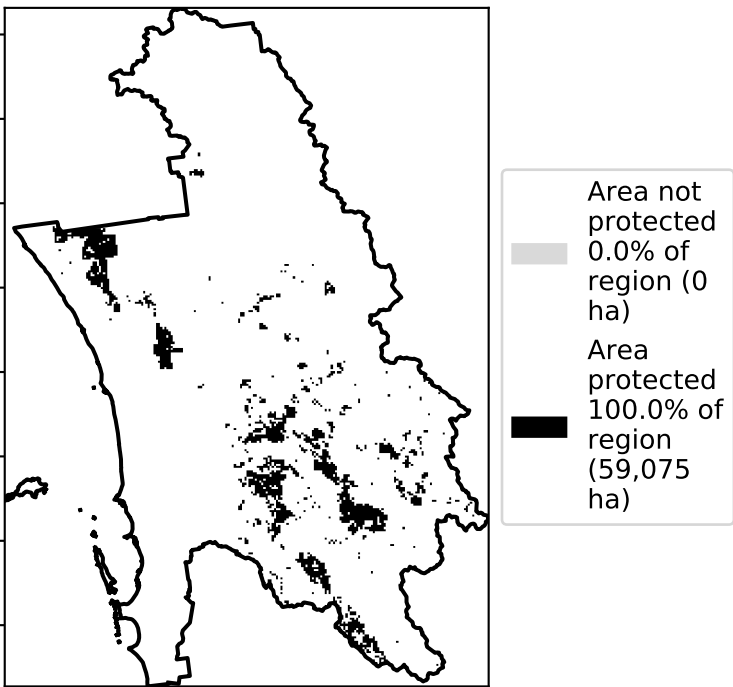 Area not
protected
0.0% of
region (0
ha)
Area
protected
100.0% of
region
(59,075
ha)